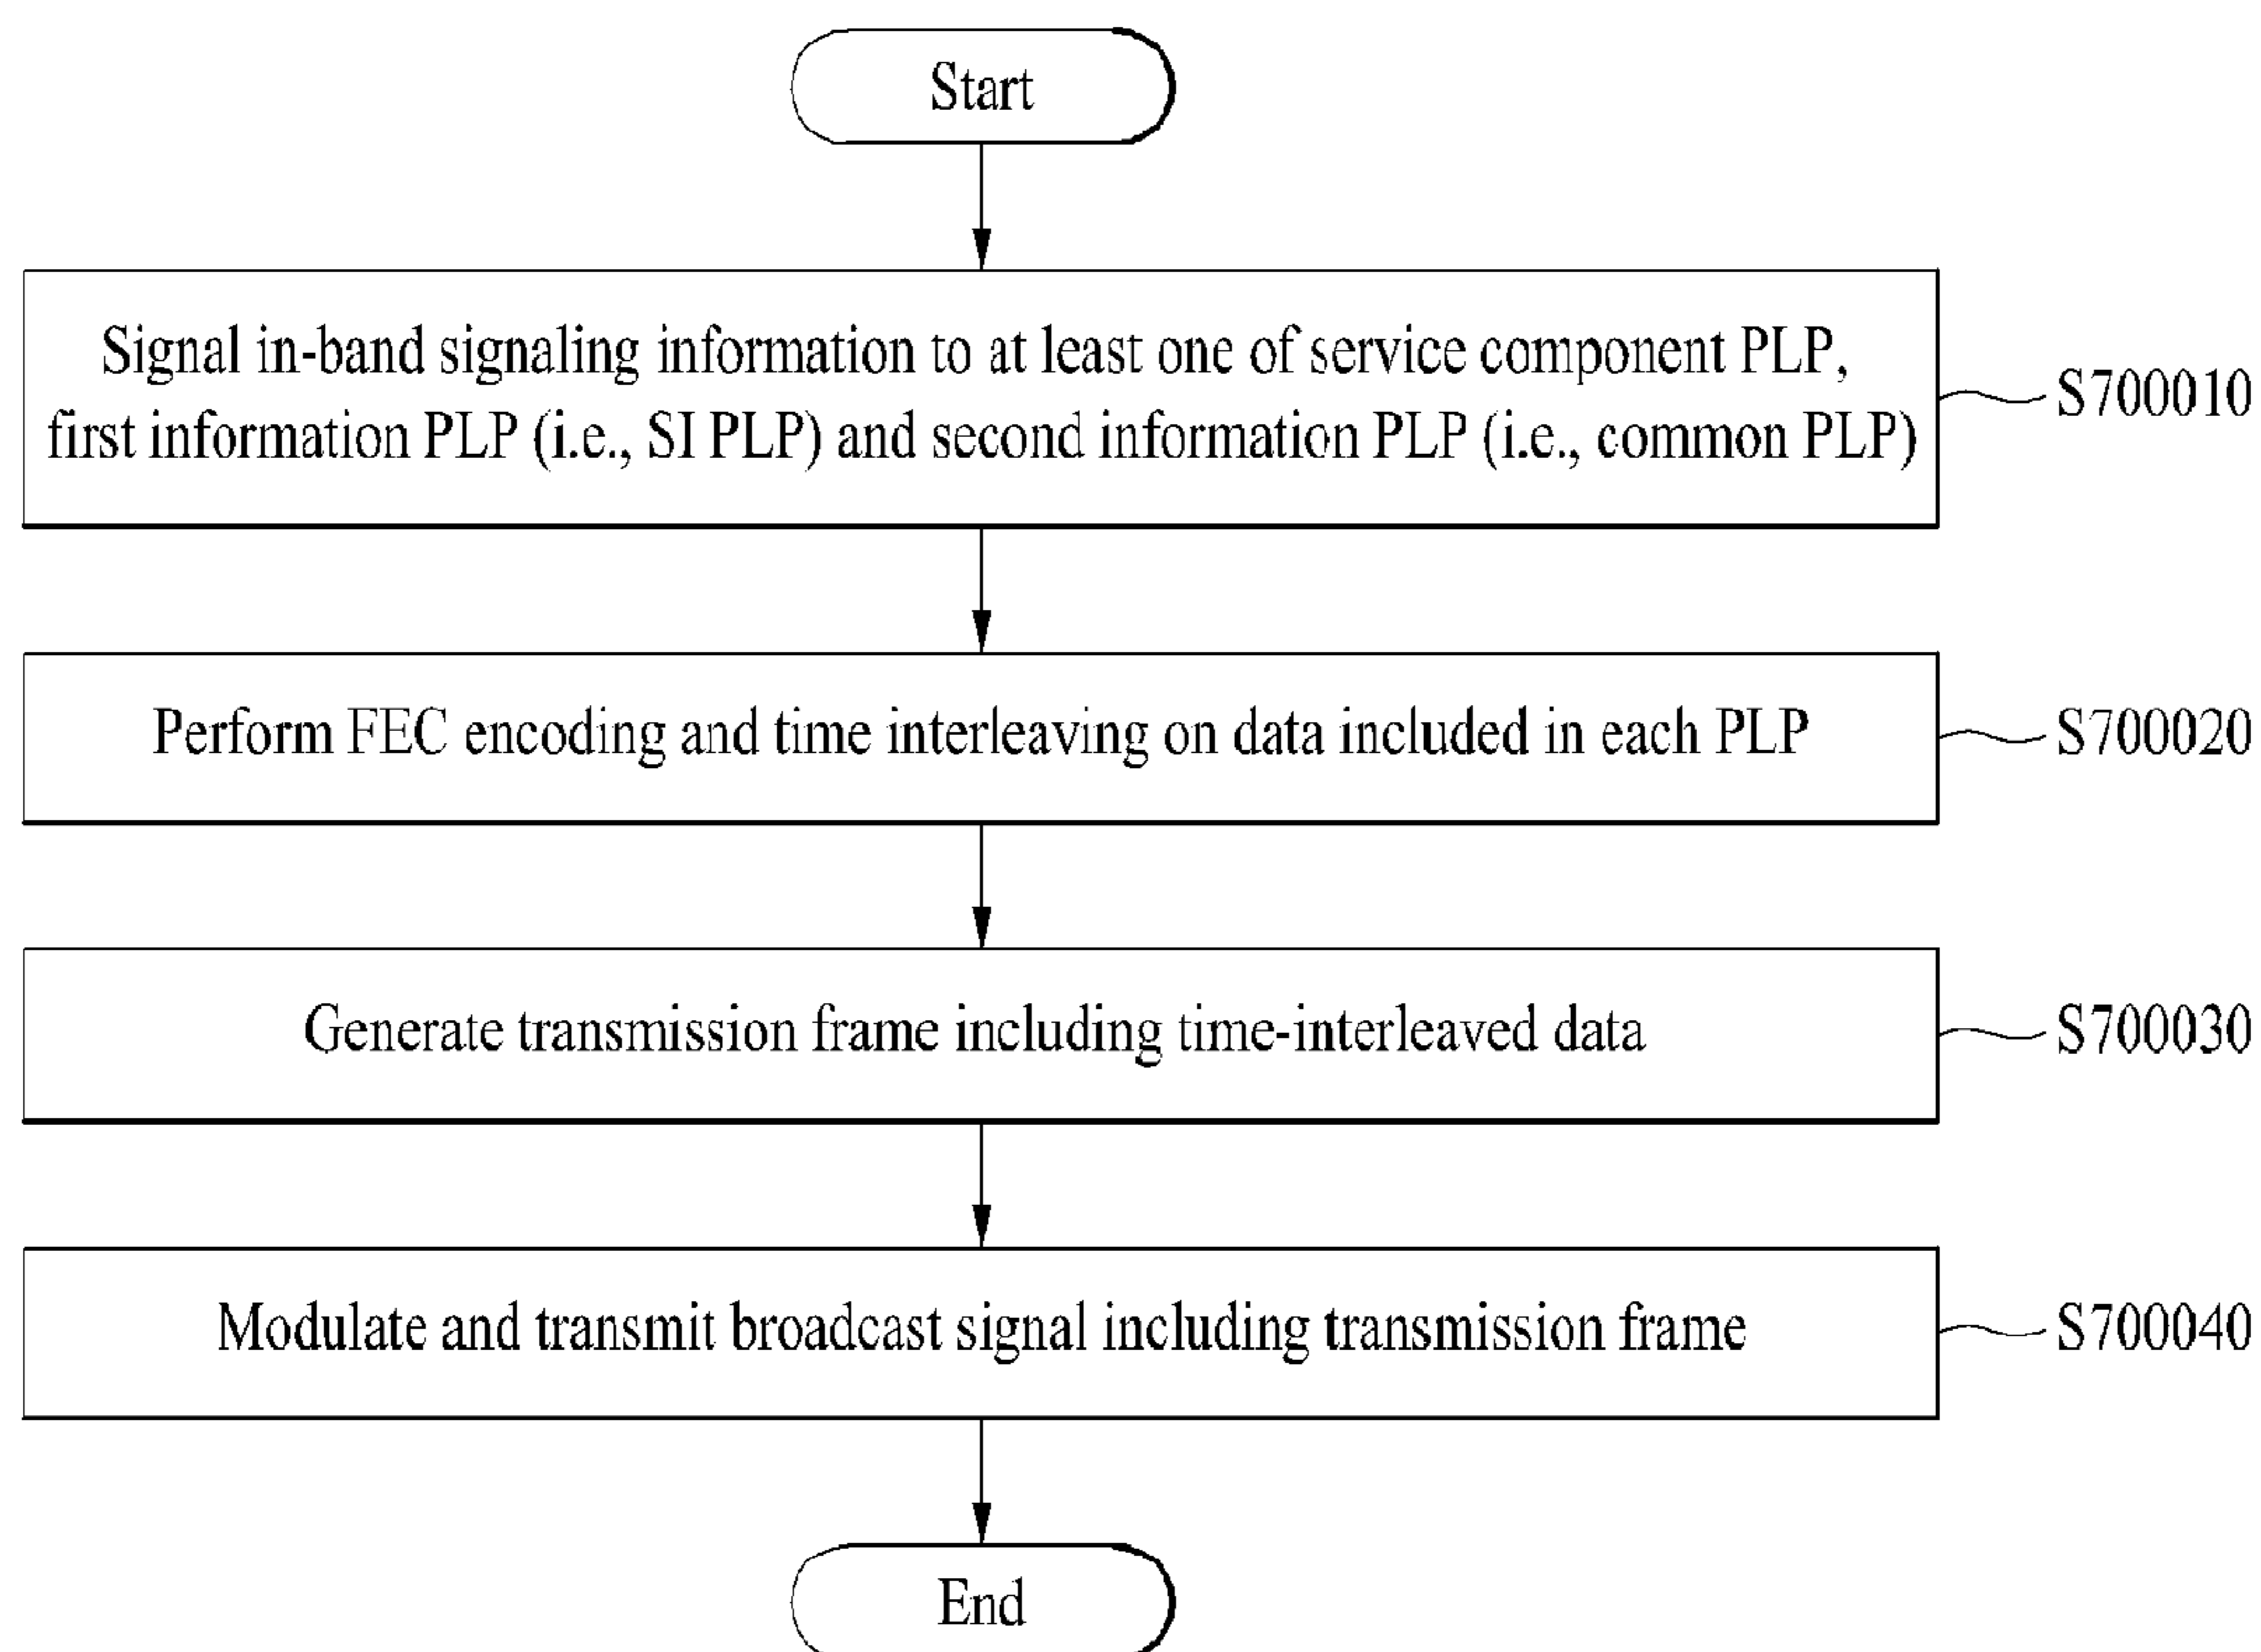 Start
Signal in-band signaling information to at least one of service component PLP,
first information PLP (i.e., SI PLP) and second information PLP (i.e., common PLP)
S700010
Perform FEC encoding and time interleaving on data included in each PLP
S700020
Generate transmission frame including time-interleaved data
S700030
Modulate and transmit broadcast signal including transmission frame
S700040
End